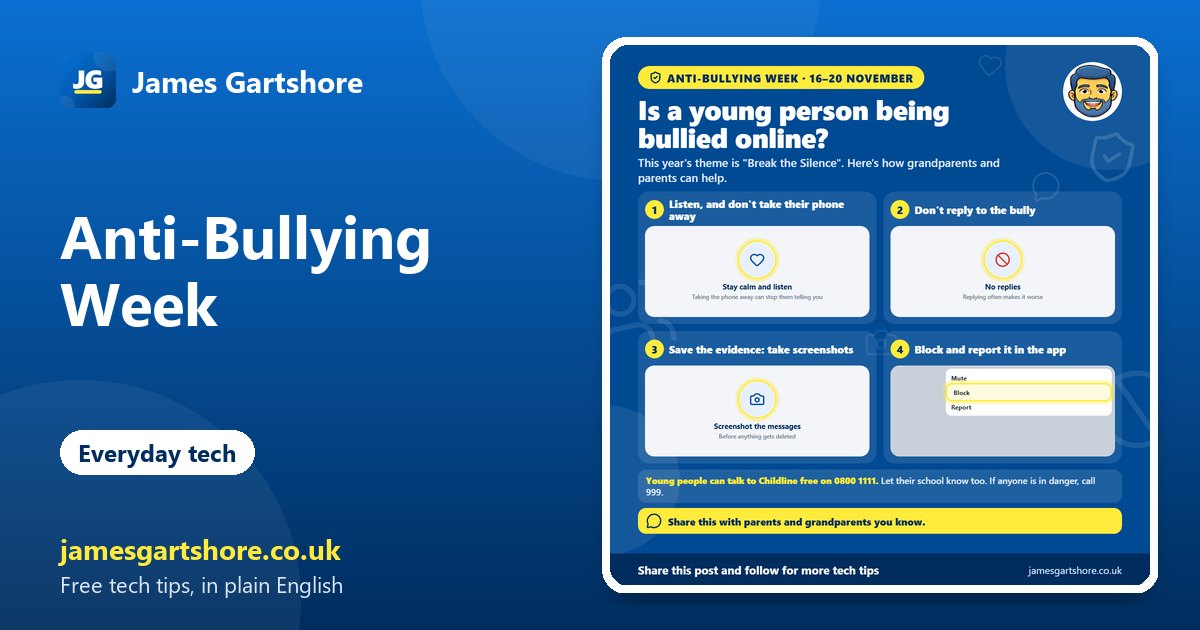 JG
James Gartshore
Anti-Bullying
Week
Everyday tech
jamesgartshore.co.uk
Free tech tips, in plain English
ANTI-BULLYING WEEK · 16–20 NOVEMBER
Is a young person being
bullied online?
This year's theme is "Break the Silence". Here's how grandparents and
parents can help.
1 Listen, and don't take their phone
away
Stay calm and listen
Taking the phone away can stop them telling you
2 Don't reply to the bully
No replies
Replying often makes it worse
3 Save the evidence: take screenshots
Screenshot the messages
Before anything gets deleted
4 Block and report it in the app
Mute
Block
Report
Young people can talk to Childline free on 0800 1111. Let their school know too. If anyone is in danger, call
999.
Share this with parents and grandparents you know.
Share this post and follow for more tech tips
jamesgartshore.co.uk